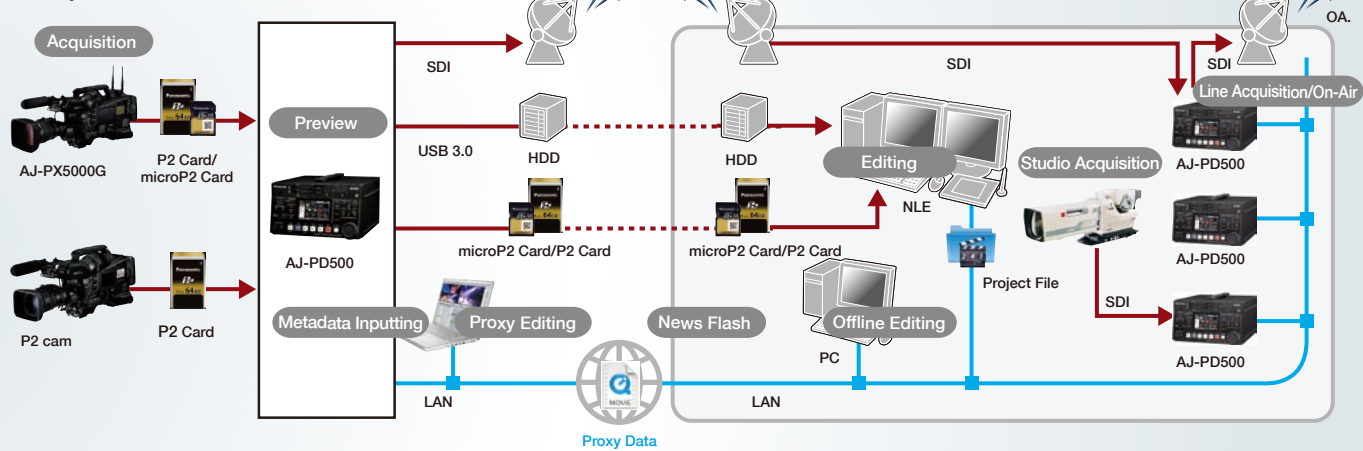 OA.
Acquisition
SDI
SDI
SDI
Line Acquisition/On-Air
Preview
USB 3.0
HDD
HDD
Editing
Studio Acquisition
AJ-PX5000G
P2 Card/
microP2 Card
AJ-PD500
NLE
AJ-PD500
microP2 Card/P2 Card
microP2 Card/P2 Card
AJ-PD500
Project File
SDI
Metadata Inputting
Proxy Editing
News Flash
Offline Editing
P2 cam
P2 Card
PC
AJ-PD500
LAN
MOVIE
LAN
Proxy Data